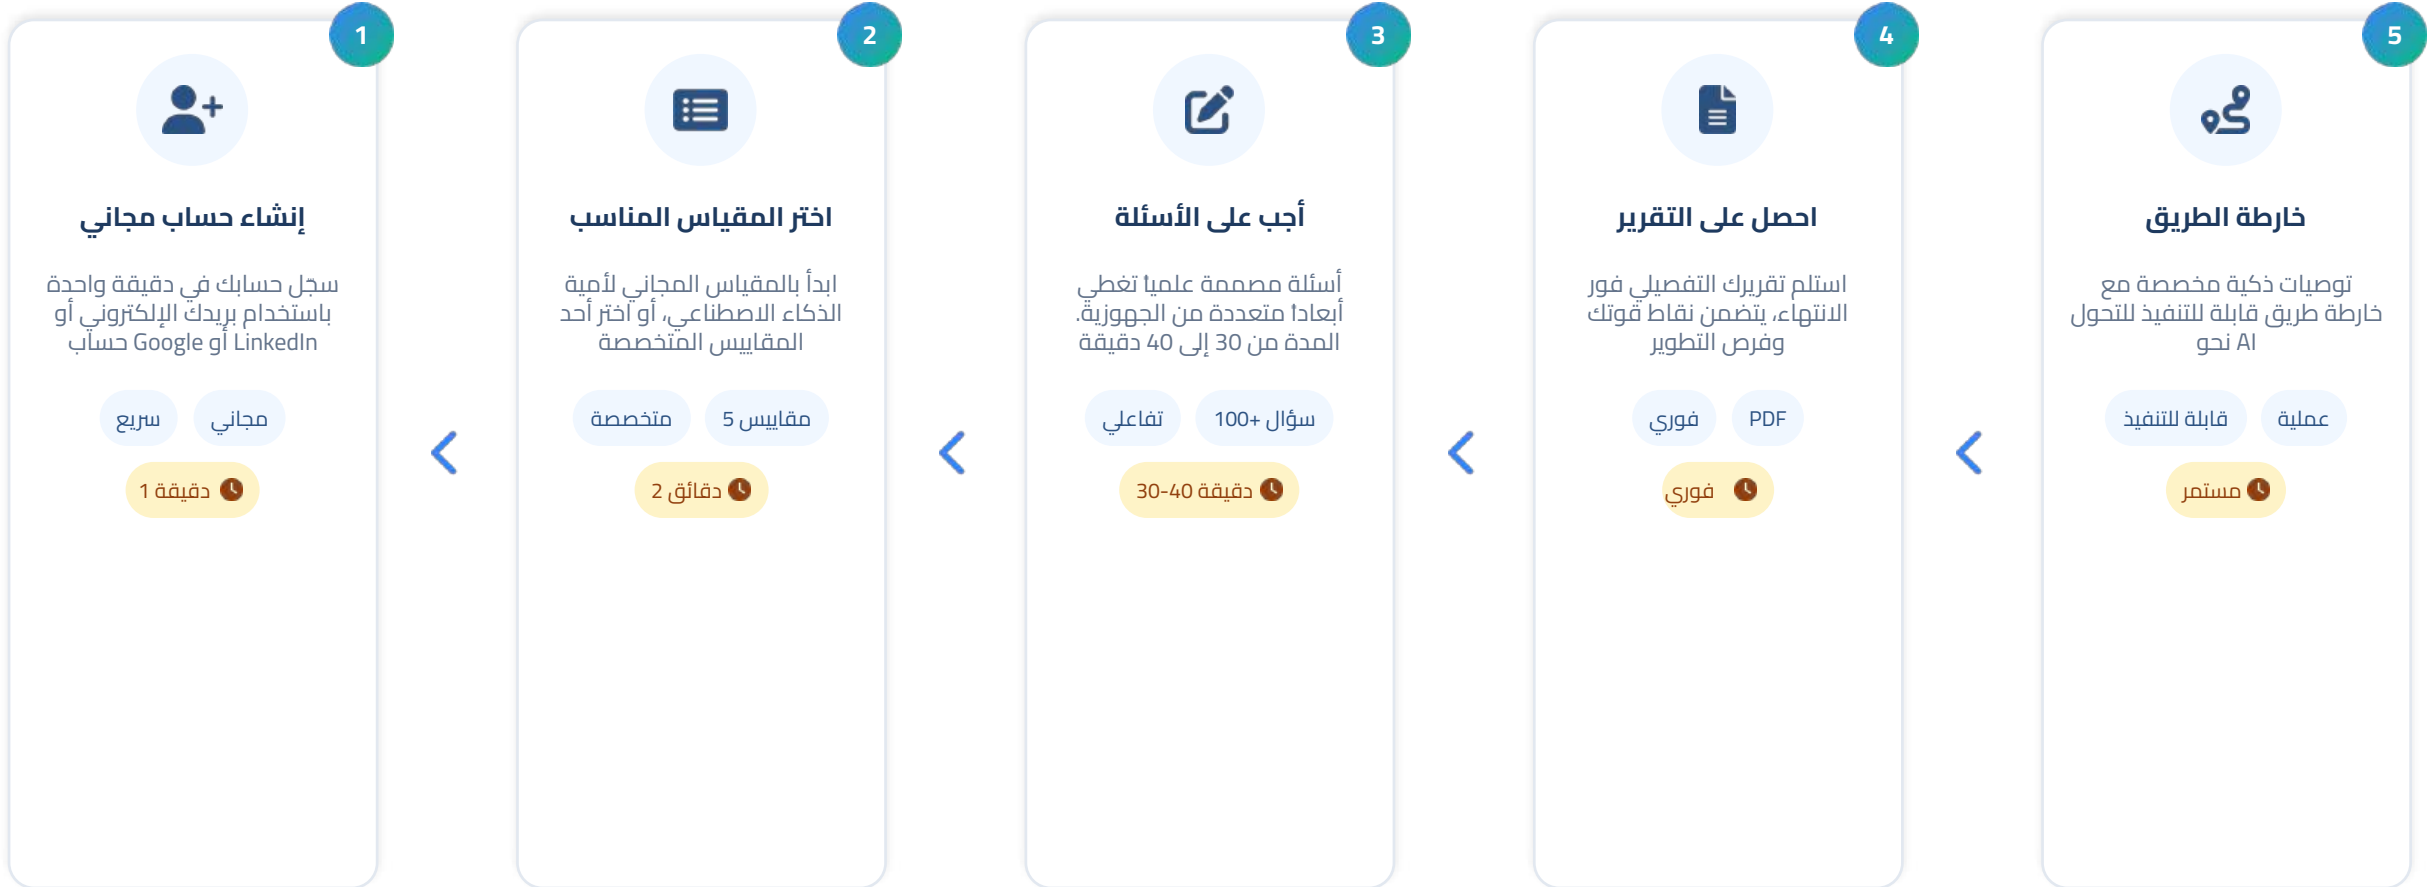 1
إنشاء حساب مجاني
سجّل حسابك في دقيقة واحدة
باستخدام بريدك الإلكتروني أو
حساب Google أو LinkedIn
مجاني
سريع
1 دقيقة
2
اختر المقياس المناسب
ابدأ بالمقياس المجاني لأمية
الذكاء الاصطناعي، أو اختر أحد
المقاييس المتخصصة
5 مقاييس
متخصصة
2 دقائق
3
أجب على الأسئلة
أسئلة مصممة علمياً تغطي
أبعاداً متعددة من الجهوزية.
المدة من 30 إلى 40 دقيقة
100+ سؤال
تفاعلي
30-40 دقيقة
4
احصل على التقرير
استلم تقريرك التفصيلي فور
الانتهاء، يتضمن نقاط قوتك
وفرص التطوير
PDF
فوري
فوري
5
خارطة الطريق
توصيات ذكية مخصصة مع
خارطة طريق قابلة للتنفيذ للتحول
نحو AI
عملية
قابلة للتنفيذ
مستمر